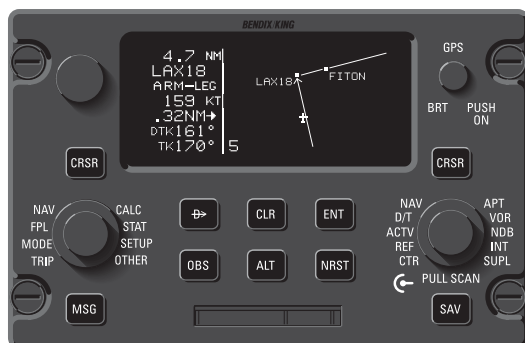 BENDIX/KING
4.7 NM
LAX18
ARM-LEG
159 KT
.32NM→
DTK161°
TK170° 5
LAX18
FITON
GPS
BRT PUSH ON
CRSR
CRSR
NAV
FPL
MODE
TRIP
CALC
STAT
SETUP
OTHER
D→
CLR
ENT
OBS
ALT
NRST
NAV
D/T
ACTV
REF
CTR
APT
VOR
NDB
INT
SUPL
PULL SCAN
MSG
SAV